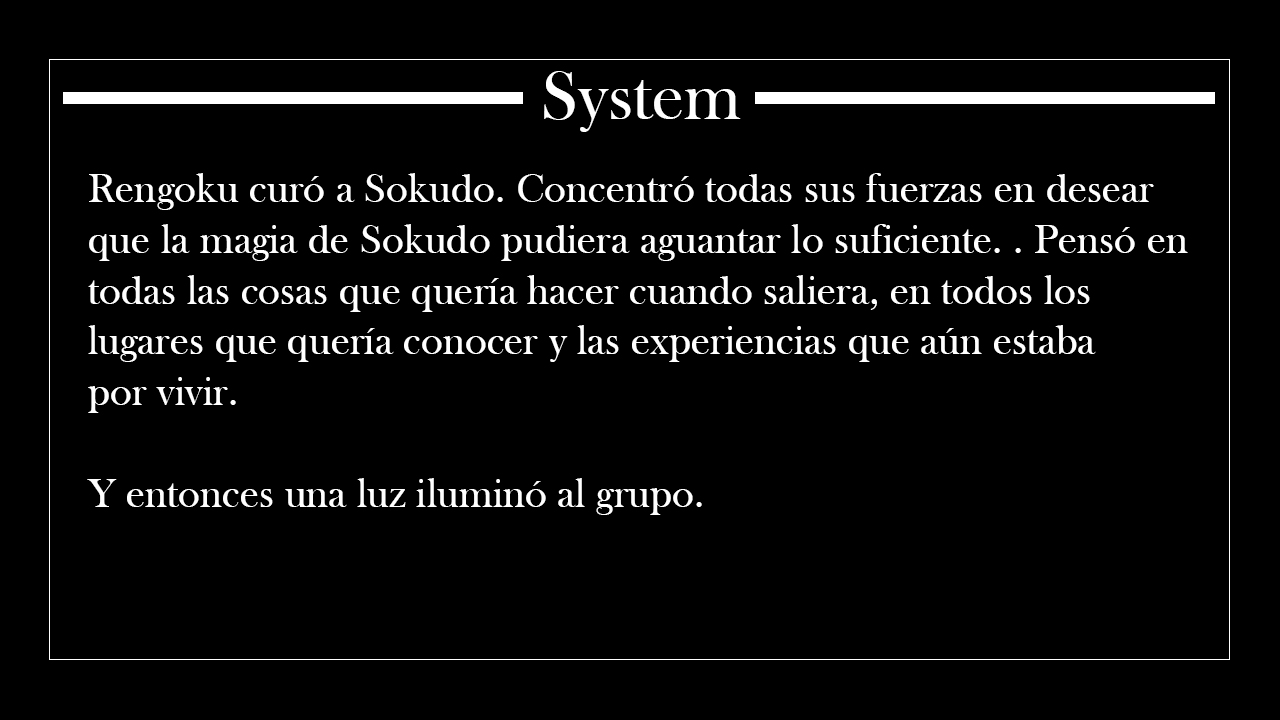 System
Rengoku curó a Sokudo. Concentró todas sus fuerzas en desear
que la magia de Sokudo pudiera aguantar lo suficiente. . Pensó en
todas las cosas que quería hacer cuando saliera, en todos los
lugares que quería conocer y las experiencias que aún estaba
por vivir.
Y entonces una luz iluminó al grupo.